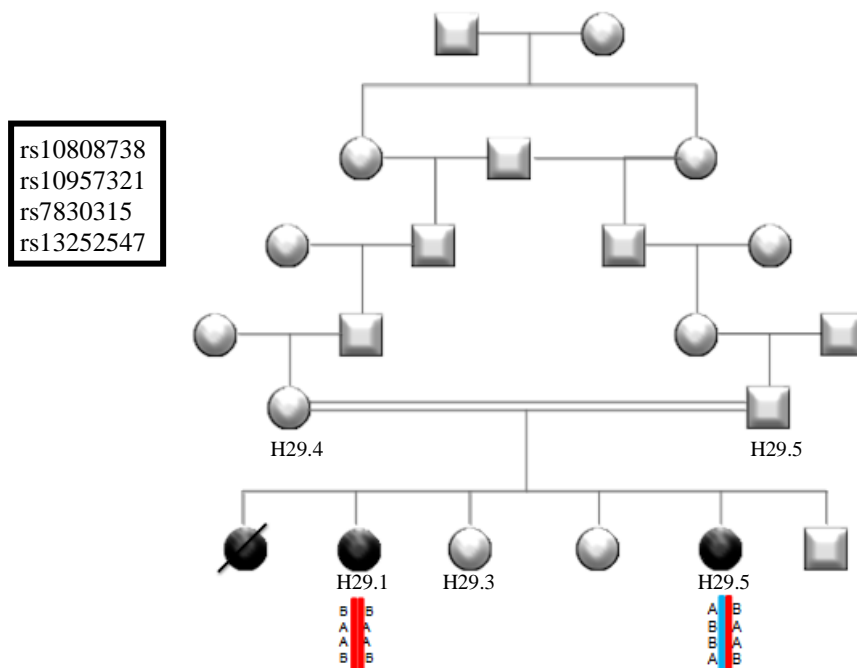 rs10808738
rs10957321
rs7830315
rs13252547
H29.4 H29.5
H29.1 H29.3 H29.5
B B A B
A A B A
A A B A
B B A B